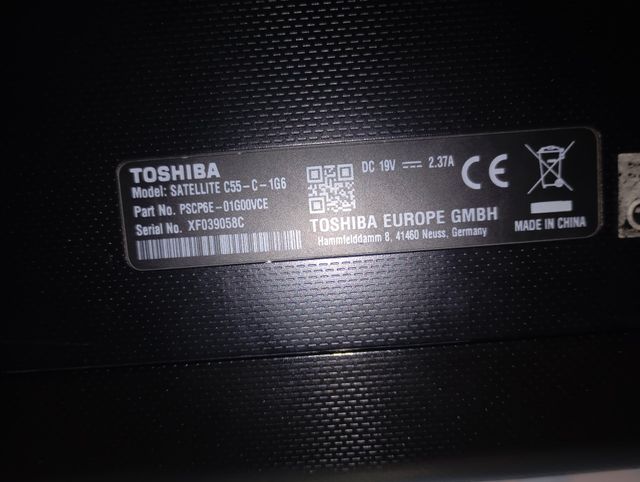 TOSHIBA
Model: SATELLITE C55-C-1G6
Part No. PSCP6E-01G00VCE
Serial No. XF039058C
DC 19V ⎓ 2.37A
TOSHIBA EUROPE GMBH
Hammfelddamm 8, 41460 Neuss, Germany
CE
MADE IN CHINA